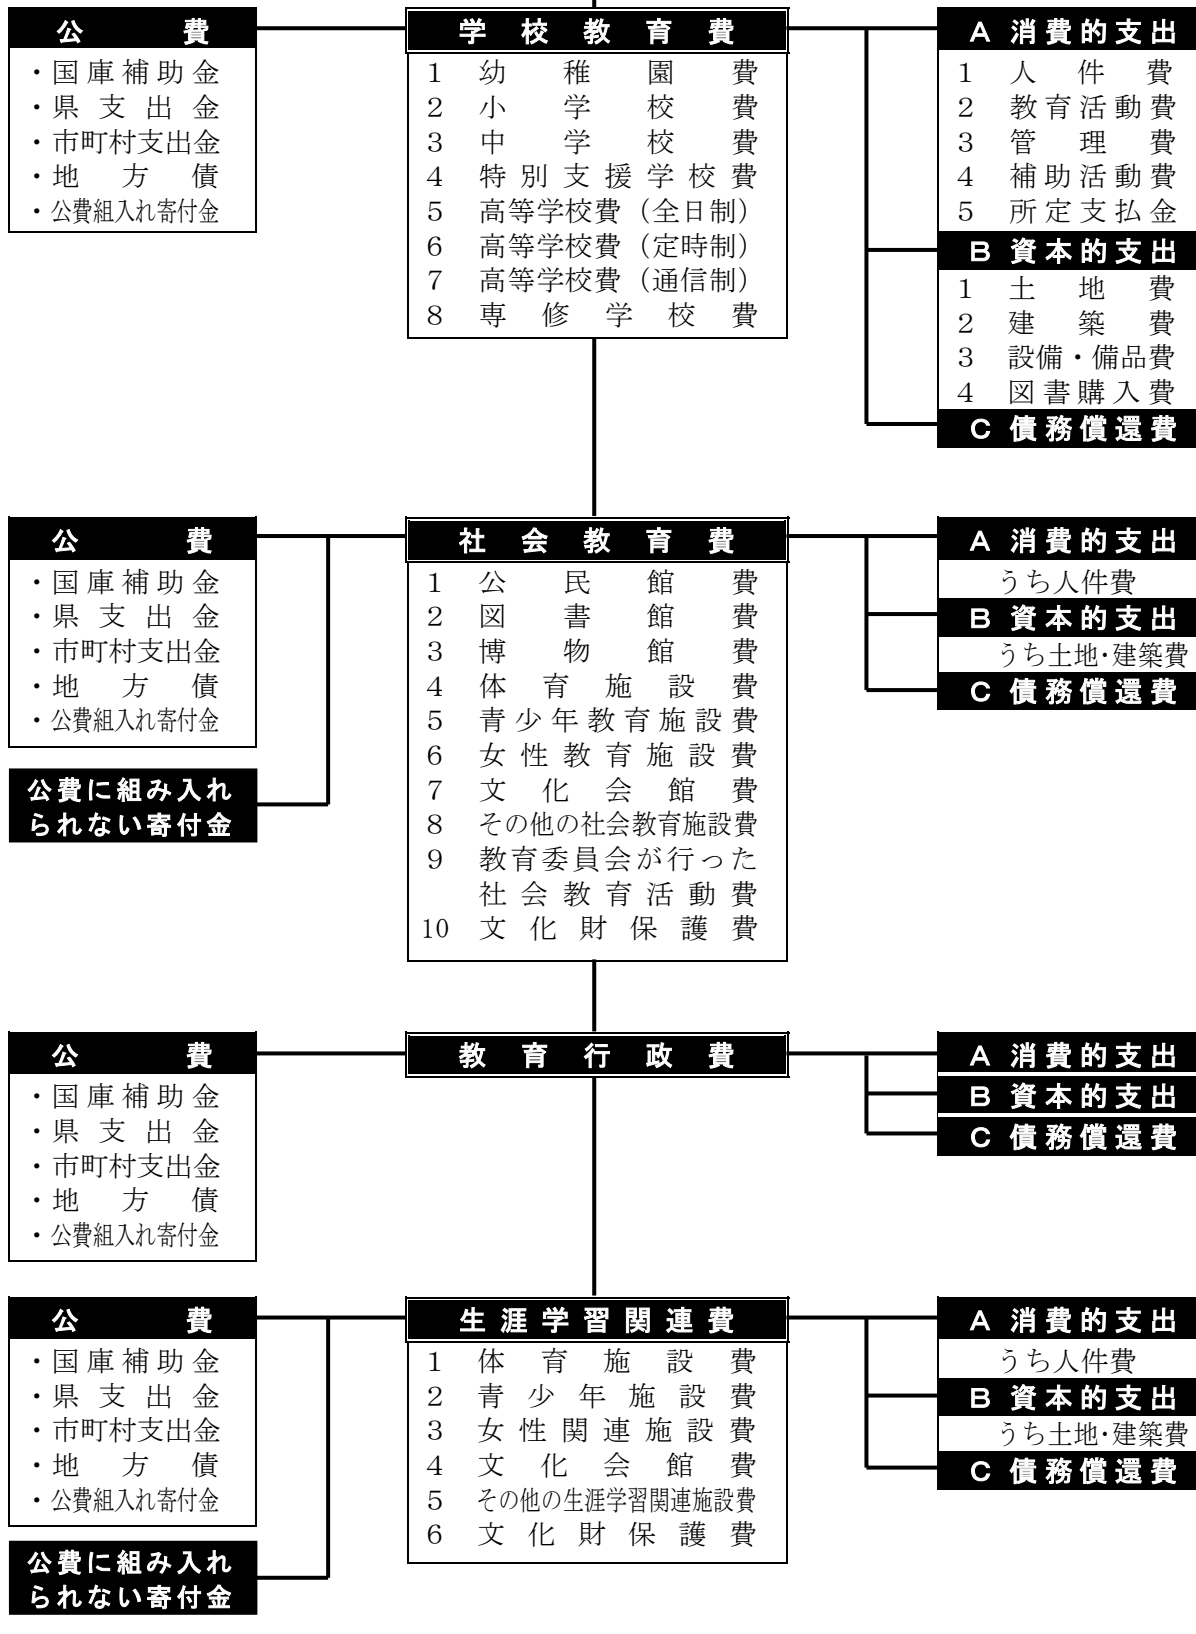 公費
・国庫補助金
・県支出金
・市町村支出金
・地方債
・公費組入れ寄付金
学校教育費
1 幼稚園費
2 小学校費
3 中学校費
4 特別支援学校費
5 高等学校費（全日制）
6 高等学校費（定時制）
7 高等学校費（通信制）
8 専修学校費
A 消費的支出
1 人件費
2 教育活動費
3 管理費
4 補助活動費
5 所定支払金
B 資本的支出
1 土地費
2 建築費
3 設備・備品費
4 図書購入費
C 債務償還費
公費
・国庫補助金
・県支出金
・市町村支出金
・地方債
・公費組入れ寄付金
公費に組み入れ
られない寄付金
社会教育費
1 公民館費
2 図書館費
3 博物館費
4 体育施設費
5 青少年教育施設費
6 女性教育施設費
7 文化会館費
8 その他の社会教育施設費
9 教育委員会が行った
社会教育活動費
10 文化財保護費
A 消費的支出
うち人件費
B 資本的支出
うち土地・建築費
C 債務償還費
公費
・国庫補助金
・県支出金
・市町村支出金
・地方債
・公費組入れ寄付金
教育行政費
A 消費的支出
B 資本的支出
C 債務償還費
公費
・国庫補助金
・県支出金
・市町村支出金
・地方債
・公費組入れ寄付金
公費に組み入れ
られない寄付金
生涯学習関連費
1 体育施設費
2 青少年施設費
3 女性関連施設費
4 文化会館費
5 その他の生涯学習関連施設費
6 文化財保護費
A 消費的支出
うち人件費
B 資本的支出
うち土地・建築費
C 債務償還費